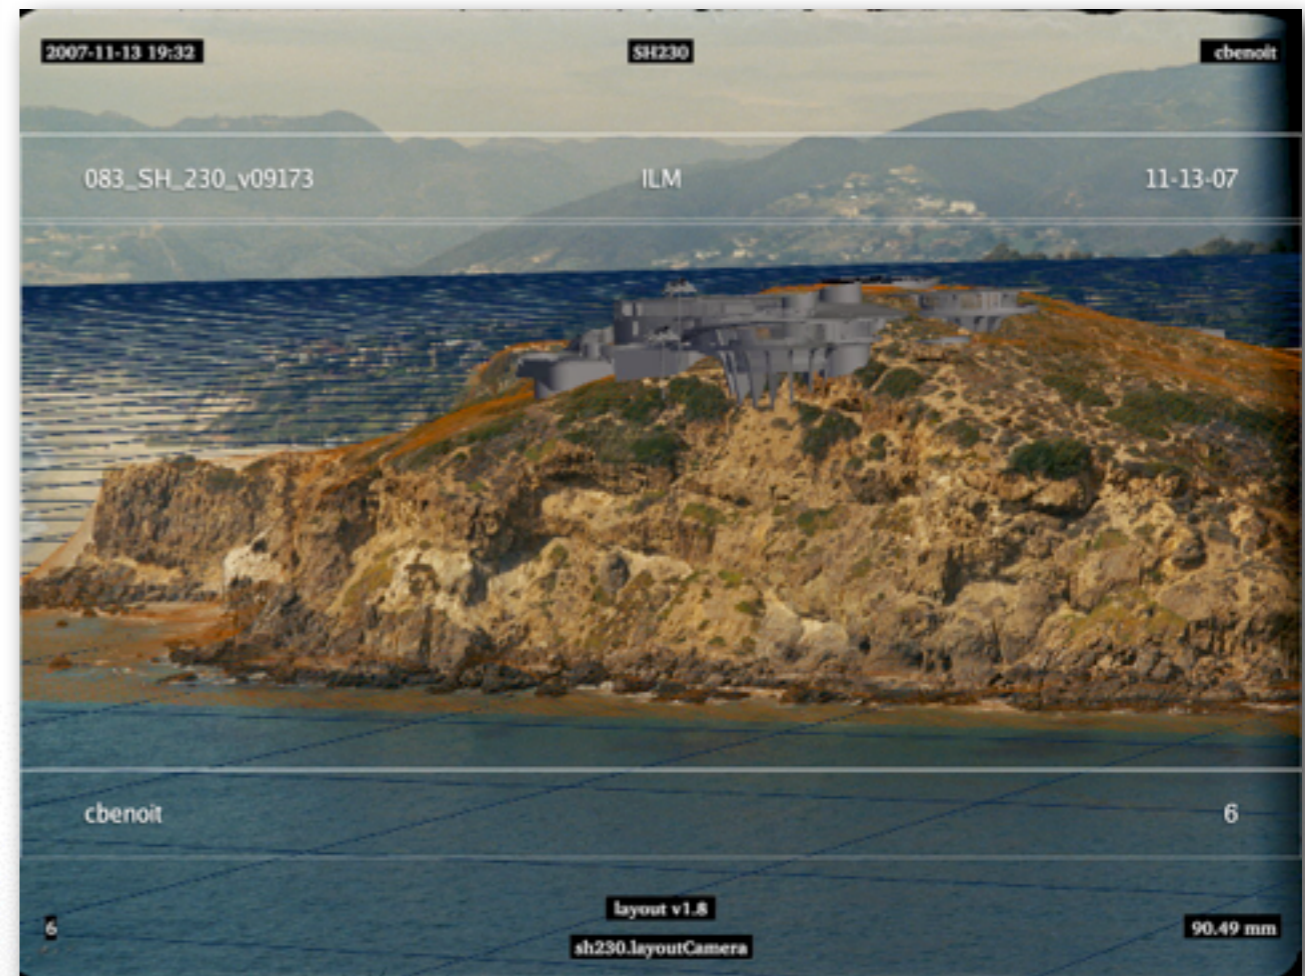 2007-11-13 19:32 SH230 cbenoit
083_SH_230_v09173 ILM 11-13-07
cbenoit 6
layout v1.8
6 90.49 mm
sh230.layoutCamera